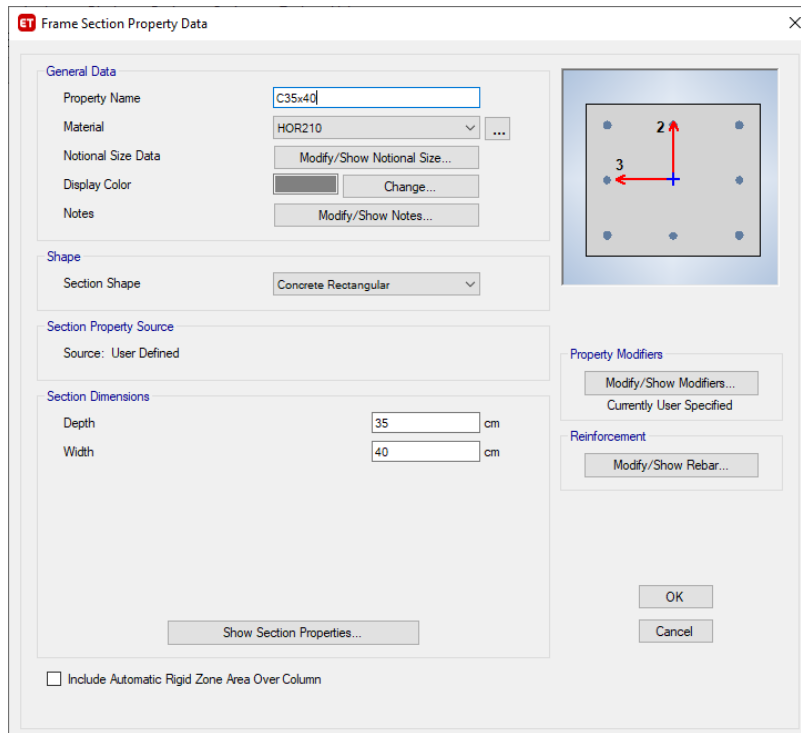 ET Frame Section Property Data
General Data
Property Name C35x40
Material HOR210 ...
Notional Size Data Modify/Show Notional Size...
Display Color Change...
Notes Modify/Show Notes...
Shape
Section Shape Concrete Rectangular
Section Property Source
Source: User Defined
Section Dimensions
Depth 35 cm
Width 40 cm
Show Section Properties...
Include Automatic Rigid Zone Area Over Column
2
3
Property Modifiers
Modify/Show Modifiers...
Currently User Specified
Reinforcement
Modify/Show Rebar...
OK
Cancel